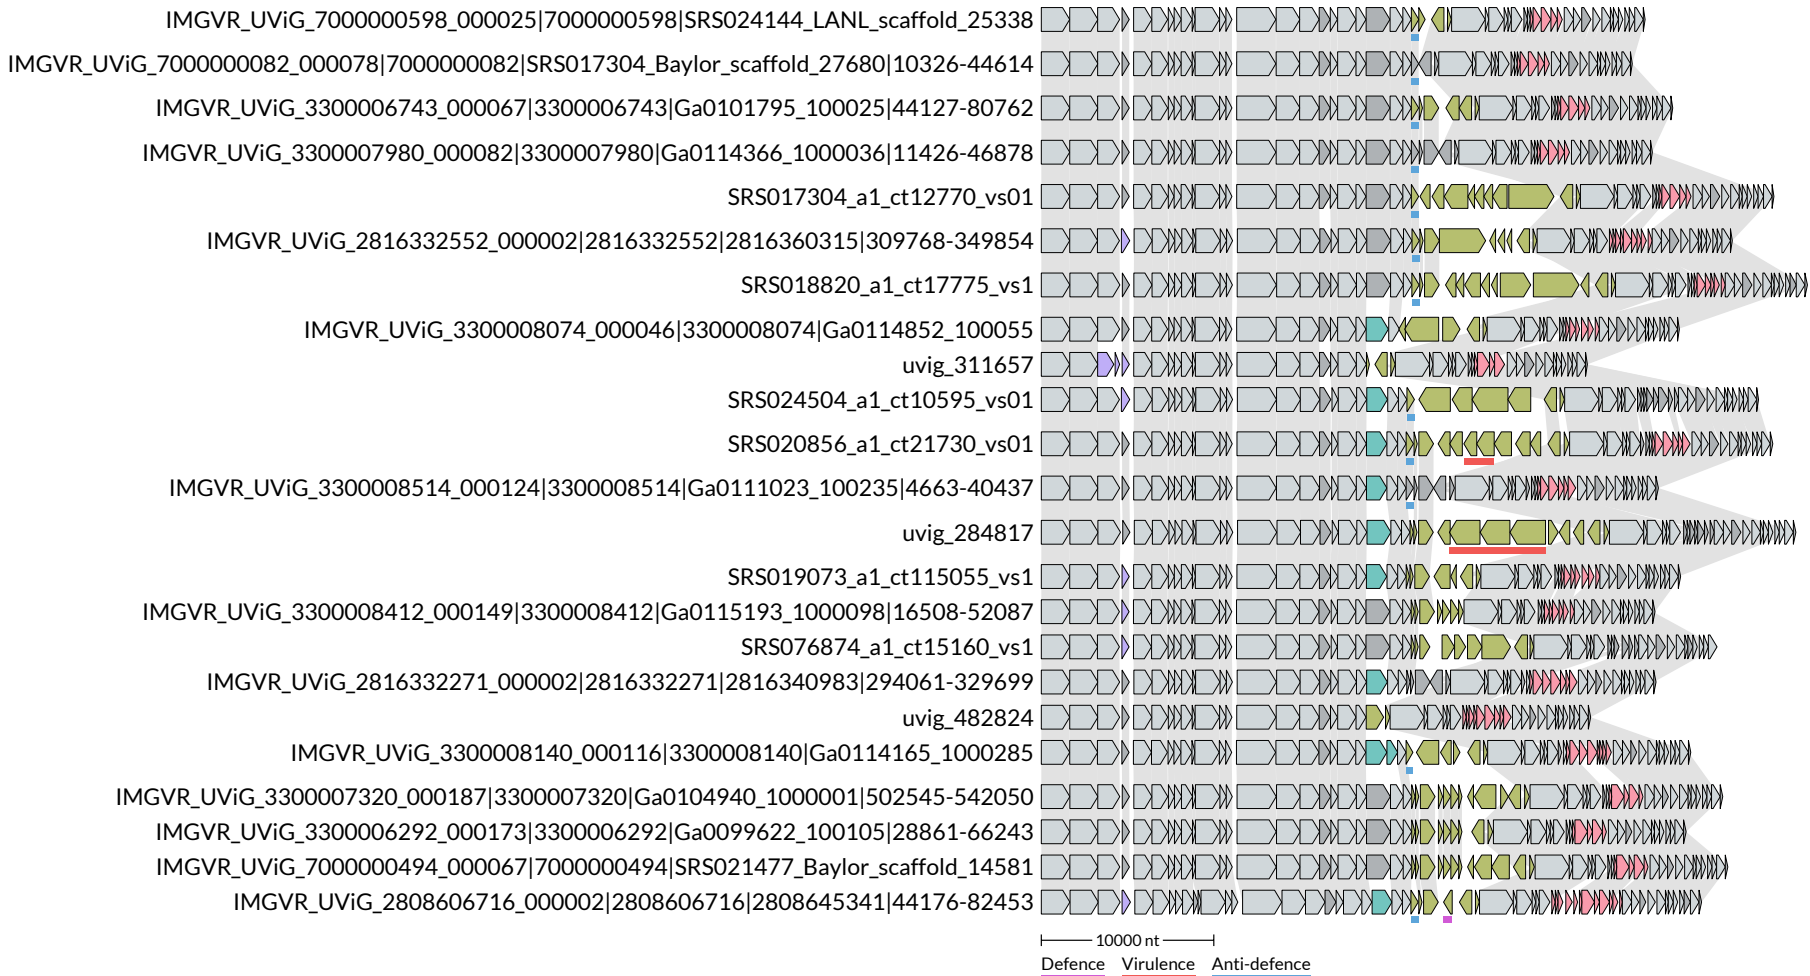 IMGVR_UViG_7000000598_000025|7000000598|SRS024144_LANL_scaffold_25338
IMGVR_UViG_7000000082_000078|7000000082|SRS017304_Baylor_scaffold_27680|10326-44614
IMGVR_UViG_3300006743_000067|3300006743|Ga0101795_100025|44127-80762
IMGVR_UViG_3300007980_000082|3300007980|Ga0114366_1000036|11426-46878
SRS017304_a1_ct12770_vs01
IMGVR_UViG_2816332552_000002|2816332552|2816360315|309768-349854
SRS018820_a1_ct17775_vs1
IMGVR_UViG_3300008074_000046|3300008074|Ga0114852_100055
uvig_311657
SRS024504_a1_ct10595_vs01
SRS020856_a1_ct21730_vs01
IMGVR_UViG_3300008514_000124|3300008514|Ga0111023_100235|4663-40437
uvig_284817
SRS019073_a1_ct115055_vs1
IMGVR_UViG_3300008412_000149|3300008412|Ga0115193_1000098|16508-52087
SRS076874_a1_ct15160_vs1
IMGVR_UViG_2816332271_000002|2816332271|2816340983|294061-329699
uvig_482824
IMGVR_UViG_3300008140_000116|3300008140|Ga0114165_1000285
IMGVR_UViG_3300007320_000187|3300007320|Ga0104940_1000001|502545-542050
IMGVR_UViG_3300006292_000173|3300006292|Ga0099622_100105|28861-66243
IMGVR_UViG_7000000494_000067|7000000494|SRS021477_Baylor_scaffold_14581
IMGVR_UViG_2808606716_000002|2808606716|2808645341|44176-82453
10000 nt
Defence Virulence Anti-defence